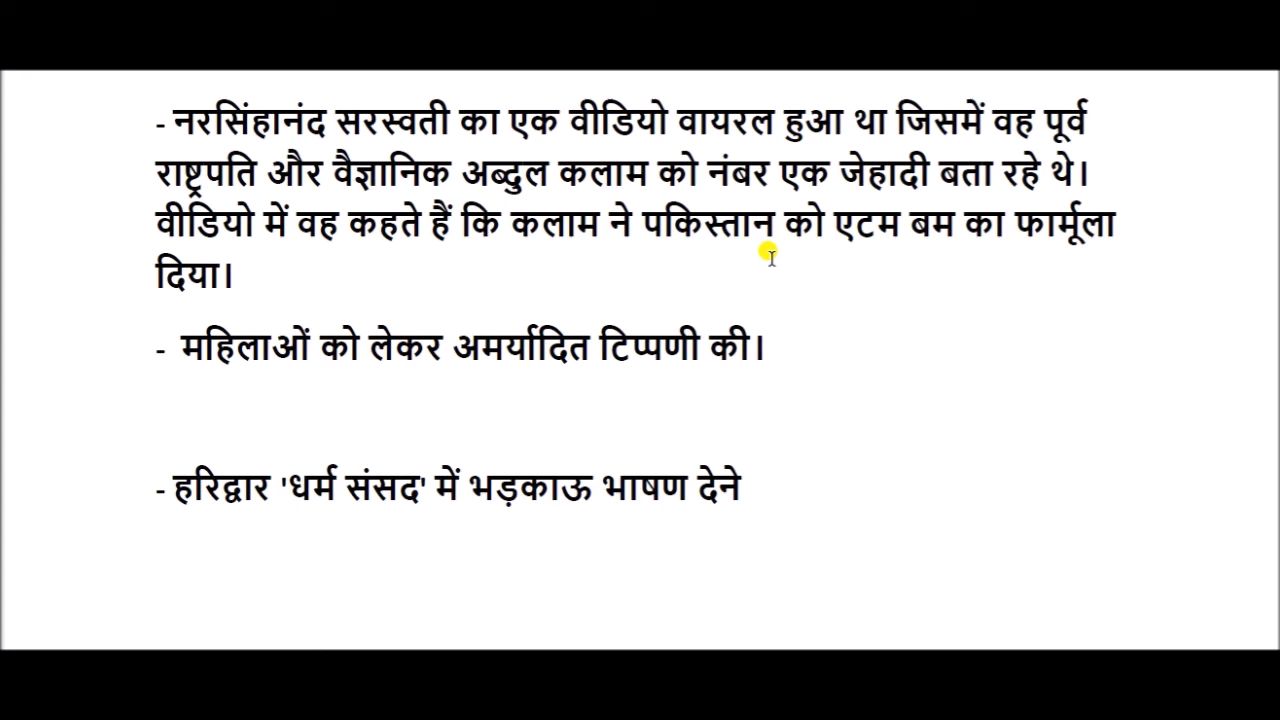 - नरसिंहानंद सरस्वती का एक वीडियो वायरल हुआ था जिसमें वह पूर्व
राष्ट्रपति और वैज्ञानिक अब्दुल कलाम को नंबर एक जेहादी बता रहे थे।
वीडियो में वह कहते हैं कि कलाम ने पकिस्तान को एटम बम का फार्मूला
दिया।
- महिलाओं को लेकर अमर्यादित टिप्पणी की।
- हरिद्वार 'धर्म संसद' में भड़काऊ भाषण देने